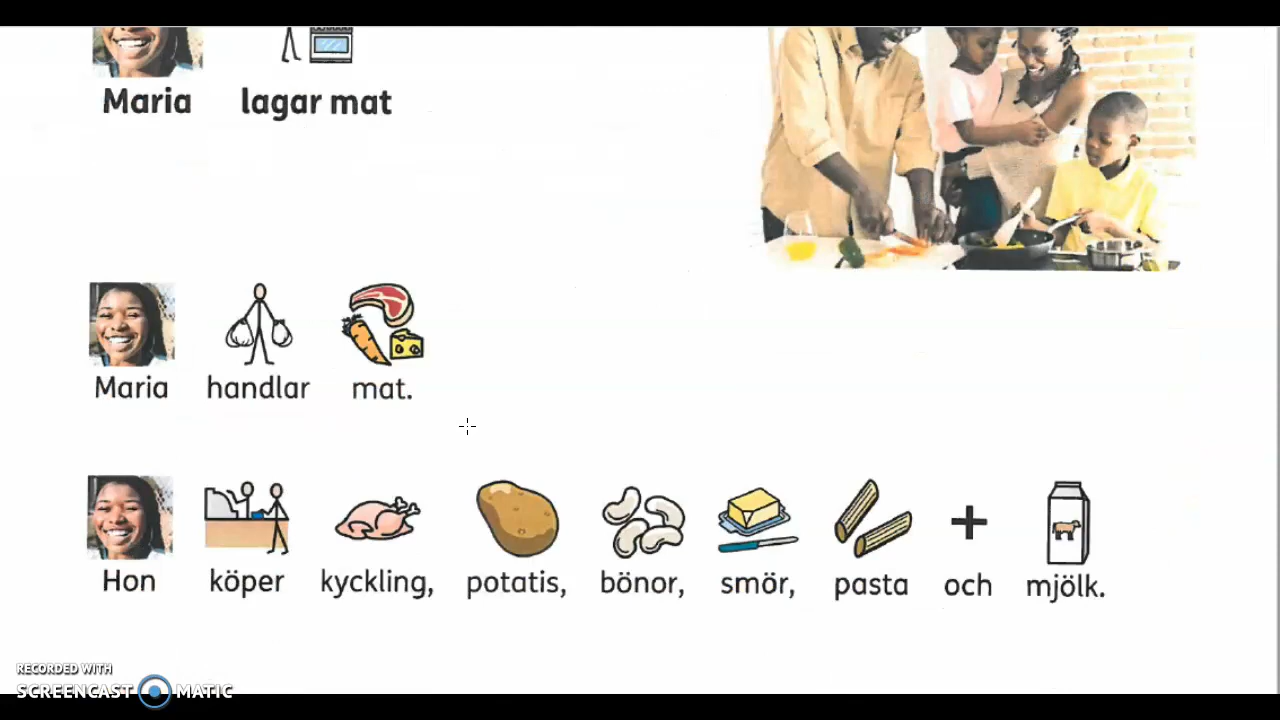 Maria lagar mat
Maria handlar mat.
Hon köper kyckling, potatis, bönor, smör, pasta och mjölk.
RECORDED WITH
SCREENCAST MATIC